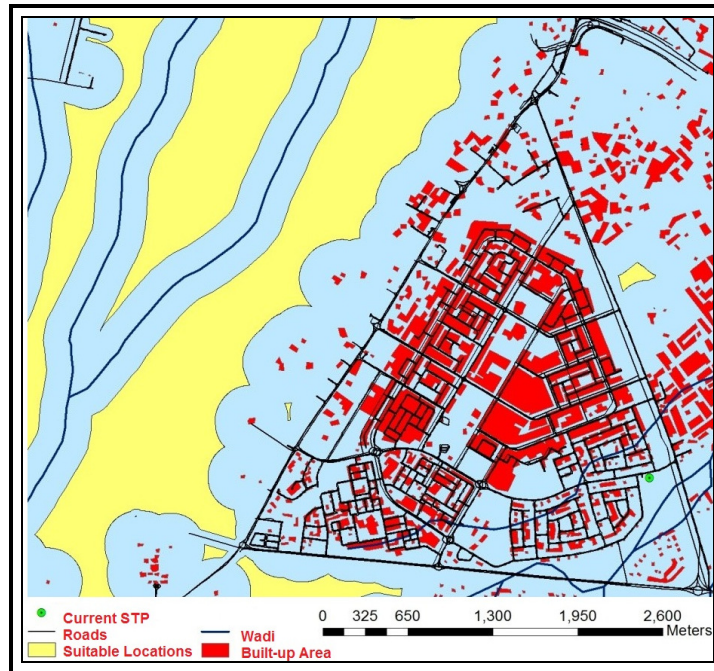 Current STP
Roads
Suitable Locations
Wadi
Built-up Area
0 325 650 1,300 1,950 2,600
Meters